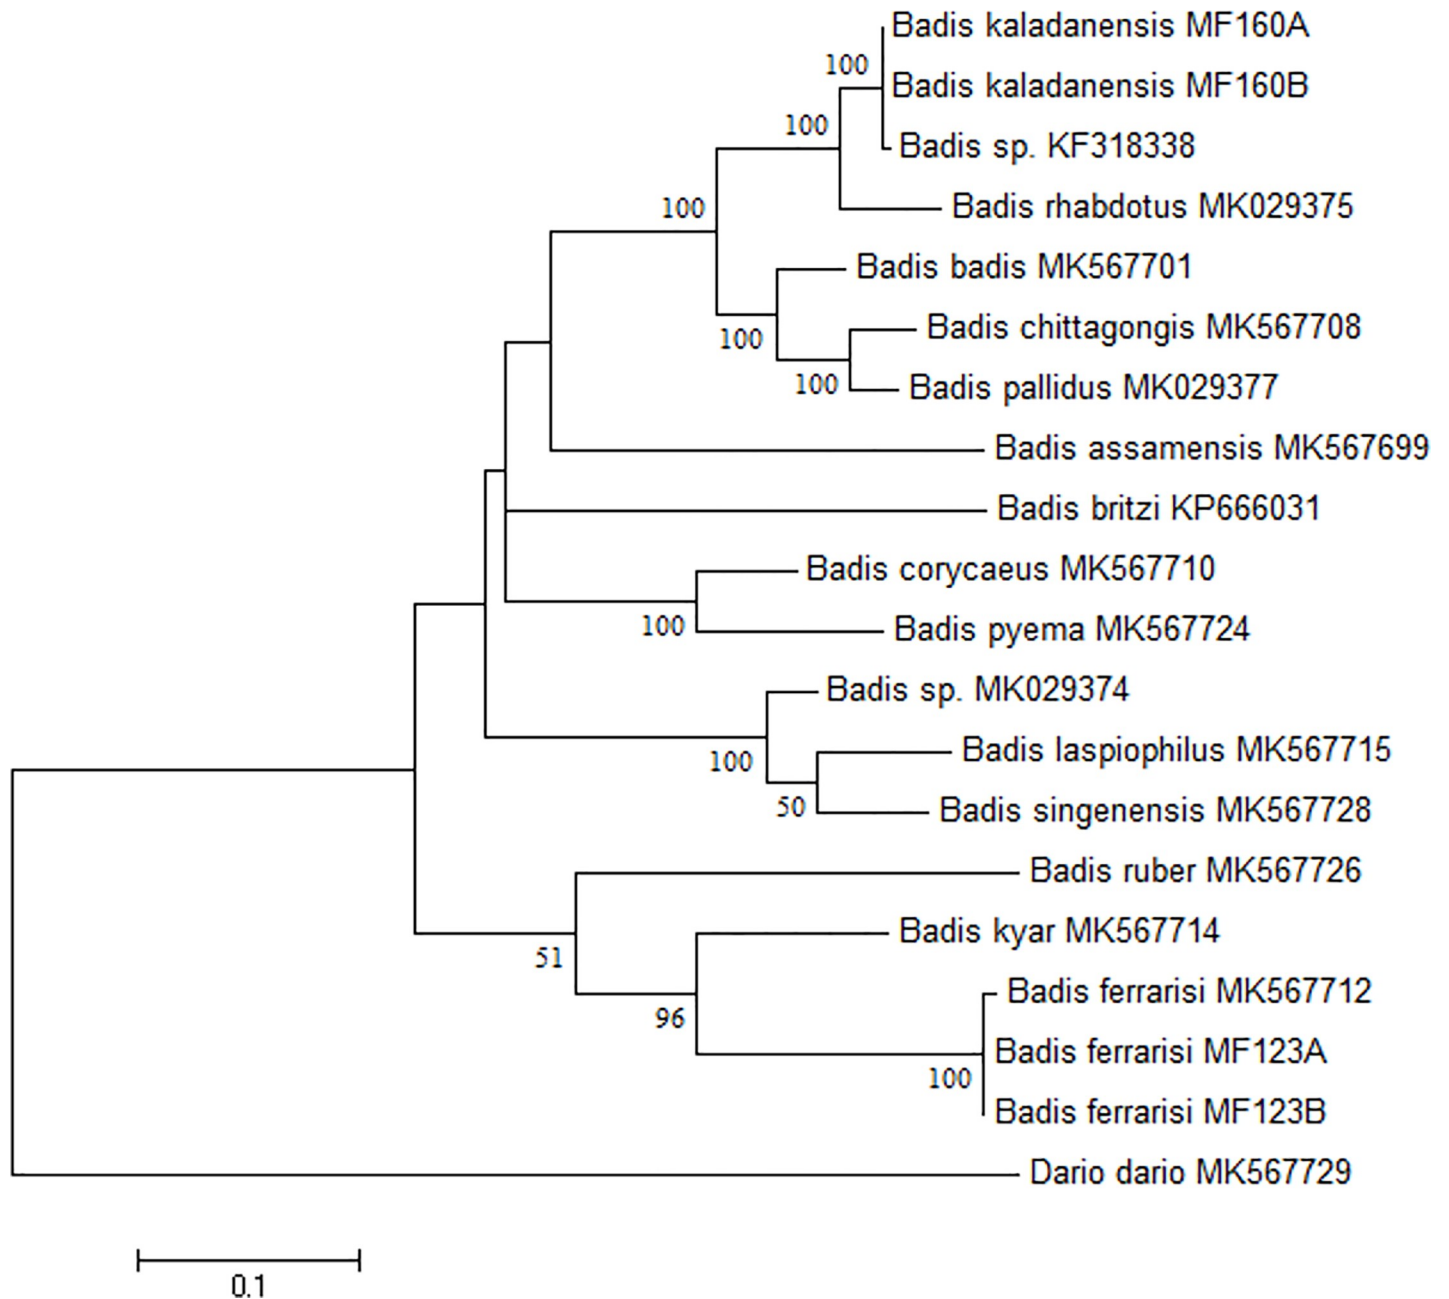 Badis kaladanensis MF160A
100
Badis kaladanensis MF160B
100
Badis sp. KF318338
100
Badis rhabdotus MK029375
Badis badis MK567701
100
Badis chittagongis MK567708
100
Badis pallidus MK029377
Badis assamensis MK567699
Badis britzi KP666031
Badis corycaeus MK567710
100
Badis pyema MK567724
Badis sp. MK029374
100
Badis laspiophilus MK567715
50
Badis singenensis MK567728
Badis ruber MK567726
51
Badis kyar MK567714
96
Badis ferrarisi MK567712
Badis ferrarisi MF123A
100
Badis ferrarisi MF123B
Dario dario MK567729
0.1